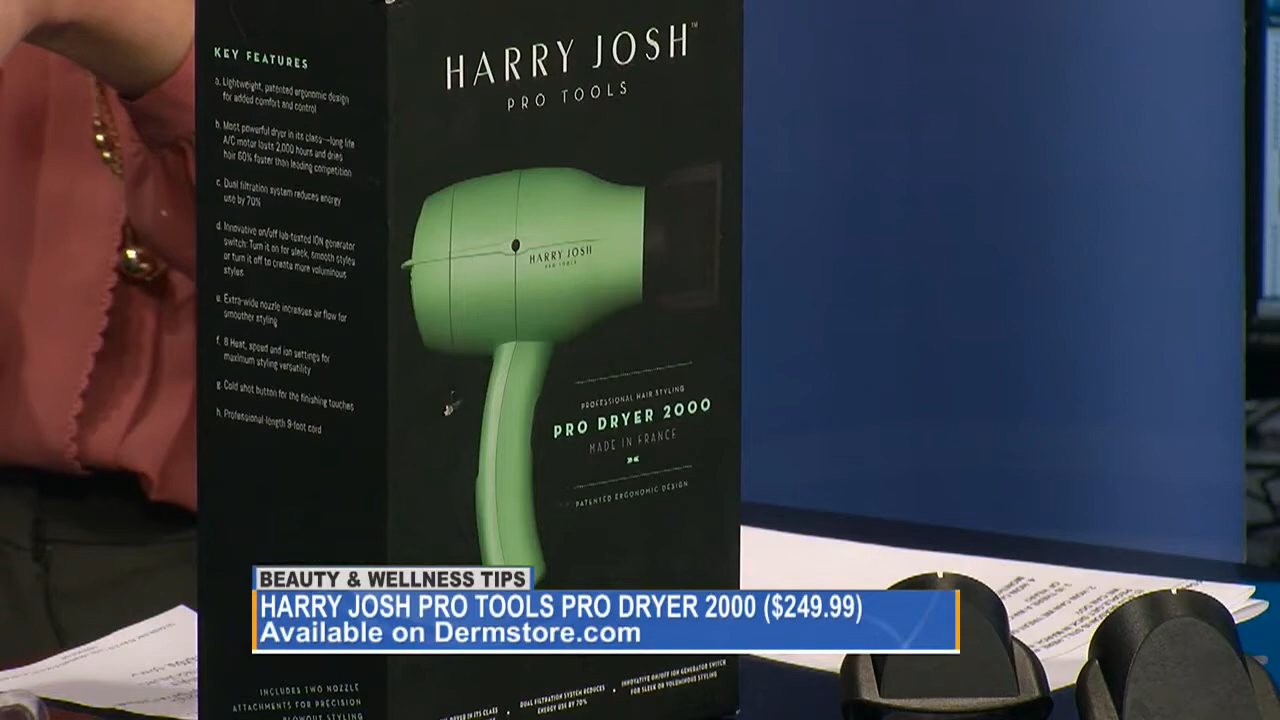 KEY FEATURES
a. Lightweight, patented ergonomic design
for added comfort and control
b. Most powerful dryer in its class—long life
A/C motor lasts 2,000 hours and dries
hair 60% faster than leading competition
c. Dual filtration system reduces energy
use by 70%
d. Innovative on/off lab-tested ION generator
switch: Turn it on for sleek, smooth styles
or turn it off to create more voluminous
styles
e. Extra-wide nozzle increases air flow for
smoother styling
f. 8 Heat, speed and ion settings for
maximum styling versatility
g. Cold shot button for the finishing touches
h. Professional-length 9-foot cord
INCLUDES TWO NOZZLE
ATTACHMENTS FOR PRECISION
BLOWOUT STYLING
HARRY JOSH™
PRO TOOLS
HARRY JOSH
PRO TOOLS
PROFESSIONAL HAIR STYLING
PRO DRYER 2000
MADE IN FRANCE
PATENTED ERGONOMIC DESIGN
DRYER IN ITS CLASS
• DUAL FILTRATION SYSTEM REDUCES
ENERGY USE BY 70%
• INNOVATIVE ON/OFF ION GENERATOR SWITCH
FOR SLEEK OR VOLUMINOUS STYLING
BEAUTY & WELLNESS TIPS
HARRY JOSH PRO TOOLS PRO DRYER 2000 ($249.99)
Available on Dermstore.com